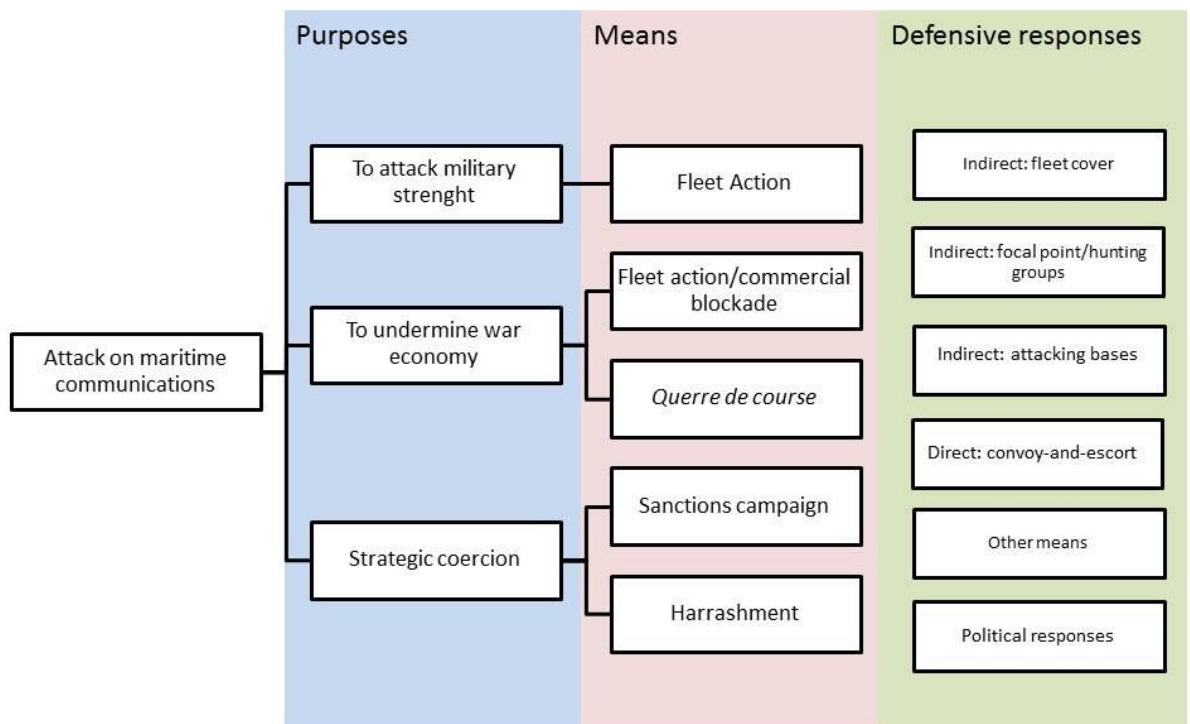 Purposes
Means
Defensive responses
Attack on maritime
communications
To attack military
strenght
To undermine war
economy
Strategic coercion
Fleet Action
Fleet action/commercial
blockade
Querre de course
Sanctions campaign
Harrashment
Indirect: fleet cover
Indirect: focal point/hunting
groups
Indirect: attacking bases
Direct: convoy-and-escort
Other means
Political responses